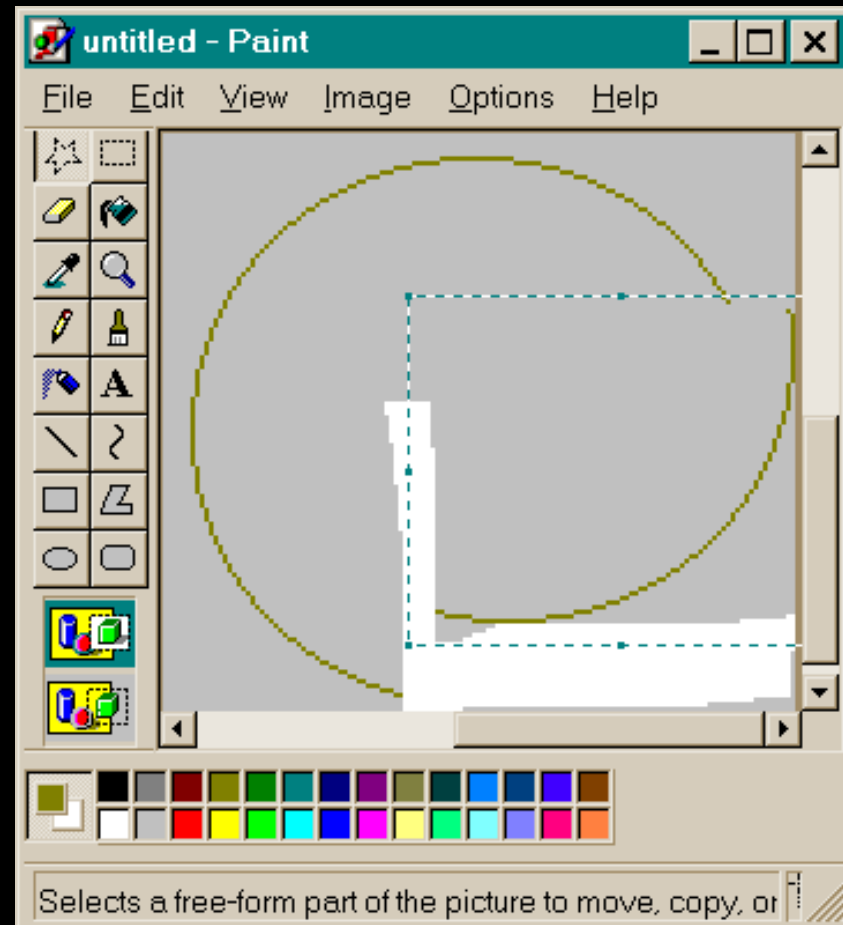 untitled - Paint
File Edit View Image Options Help
A
Selects a free-form part of the picture to move, copy, or